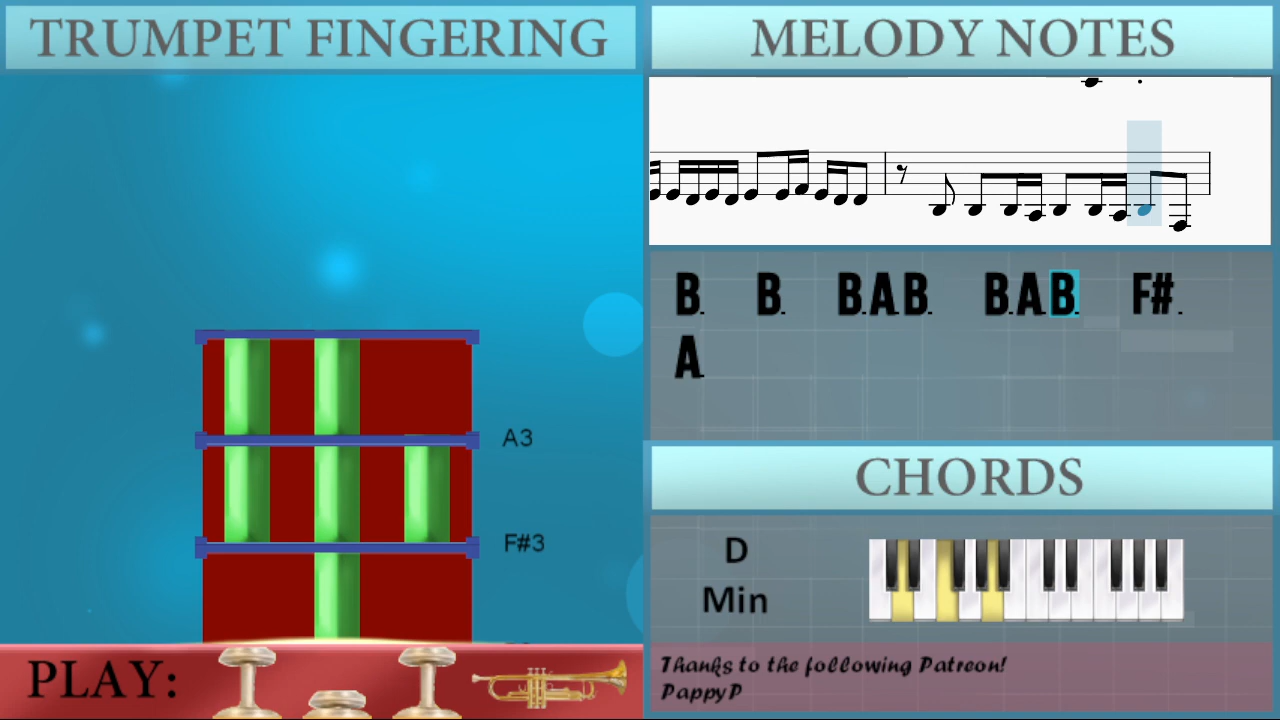 TRUMPET FINGERING
MELODY NOTES
B. B. B.A.B. B.A.B. F#.
A.
A3
F#3
CHORDS
D
Min
PLAY:
Thanks to the following Patreon!
PappyP